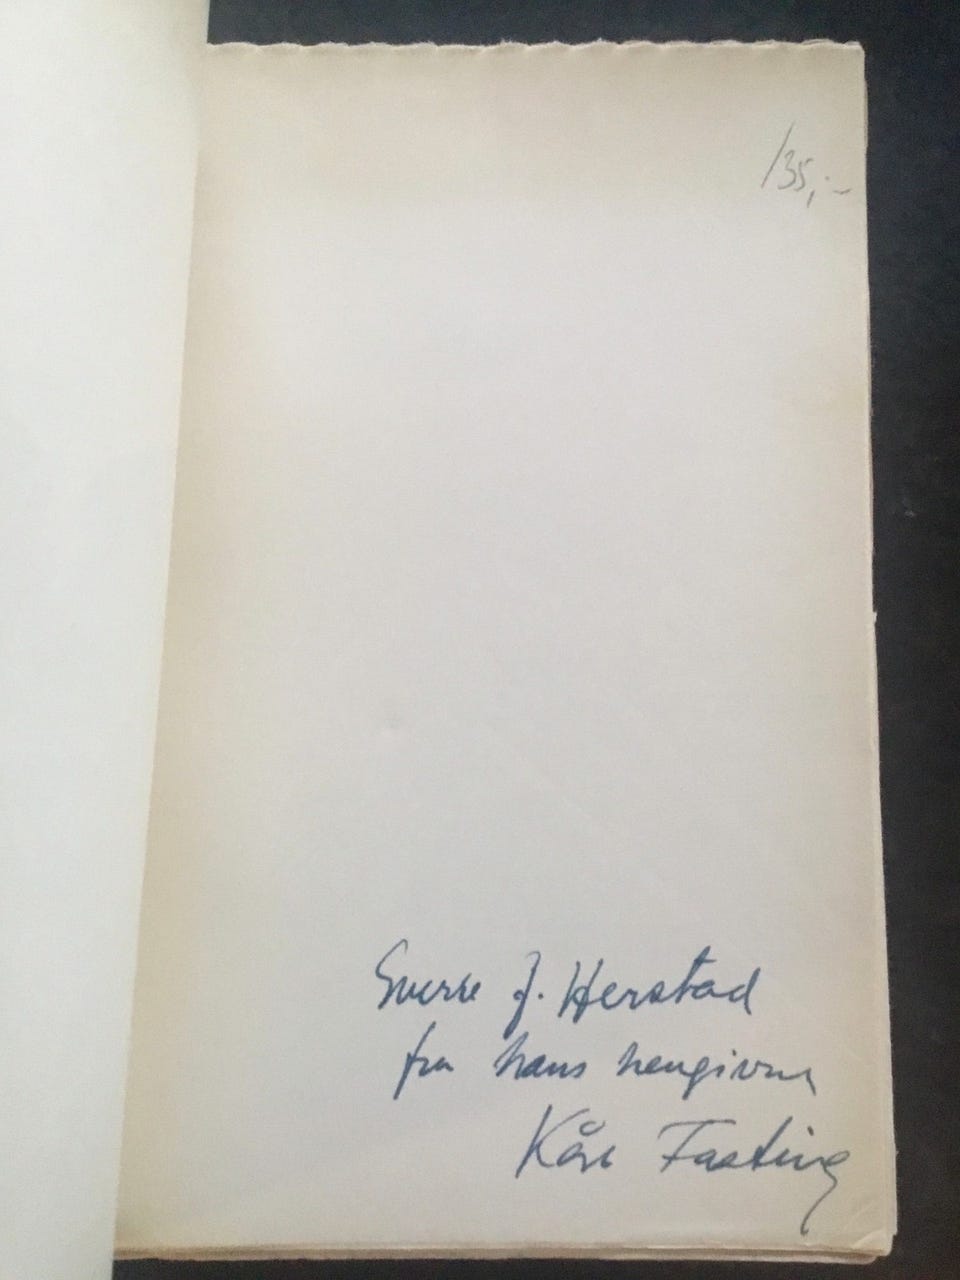 135,-
Sverre J. Herstad
fra hans hengivne
Kåre Fasting